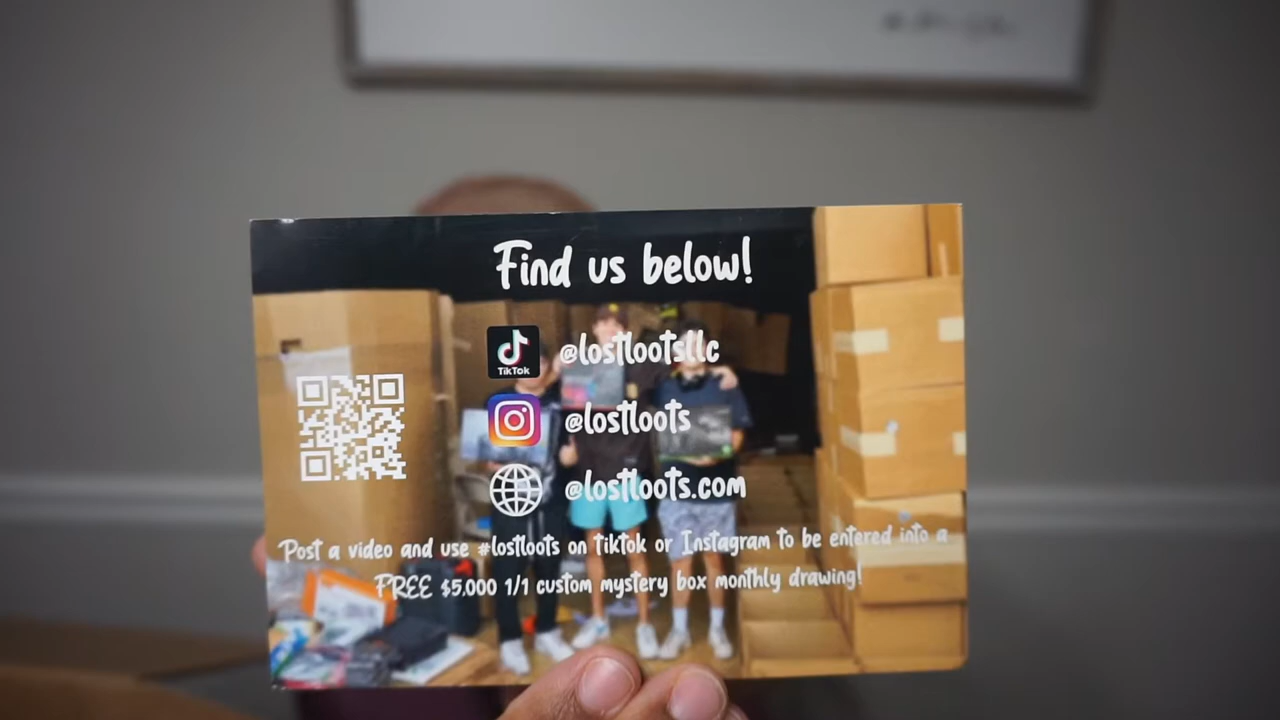 Find us below!
TikTok
@lostlootsllc
@lostloots
@lostloots.com
Post a video and use #lostloots on Tiktok or Instagram to be entered into a
FREE $5,000 1/1 custom mystery box monthly drawing!